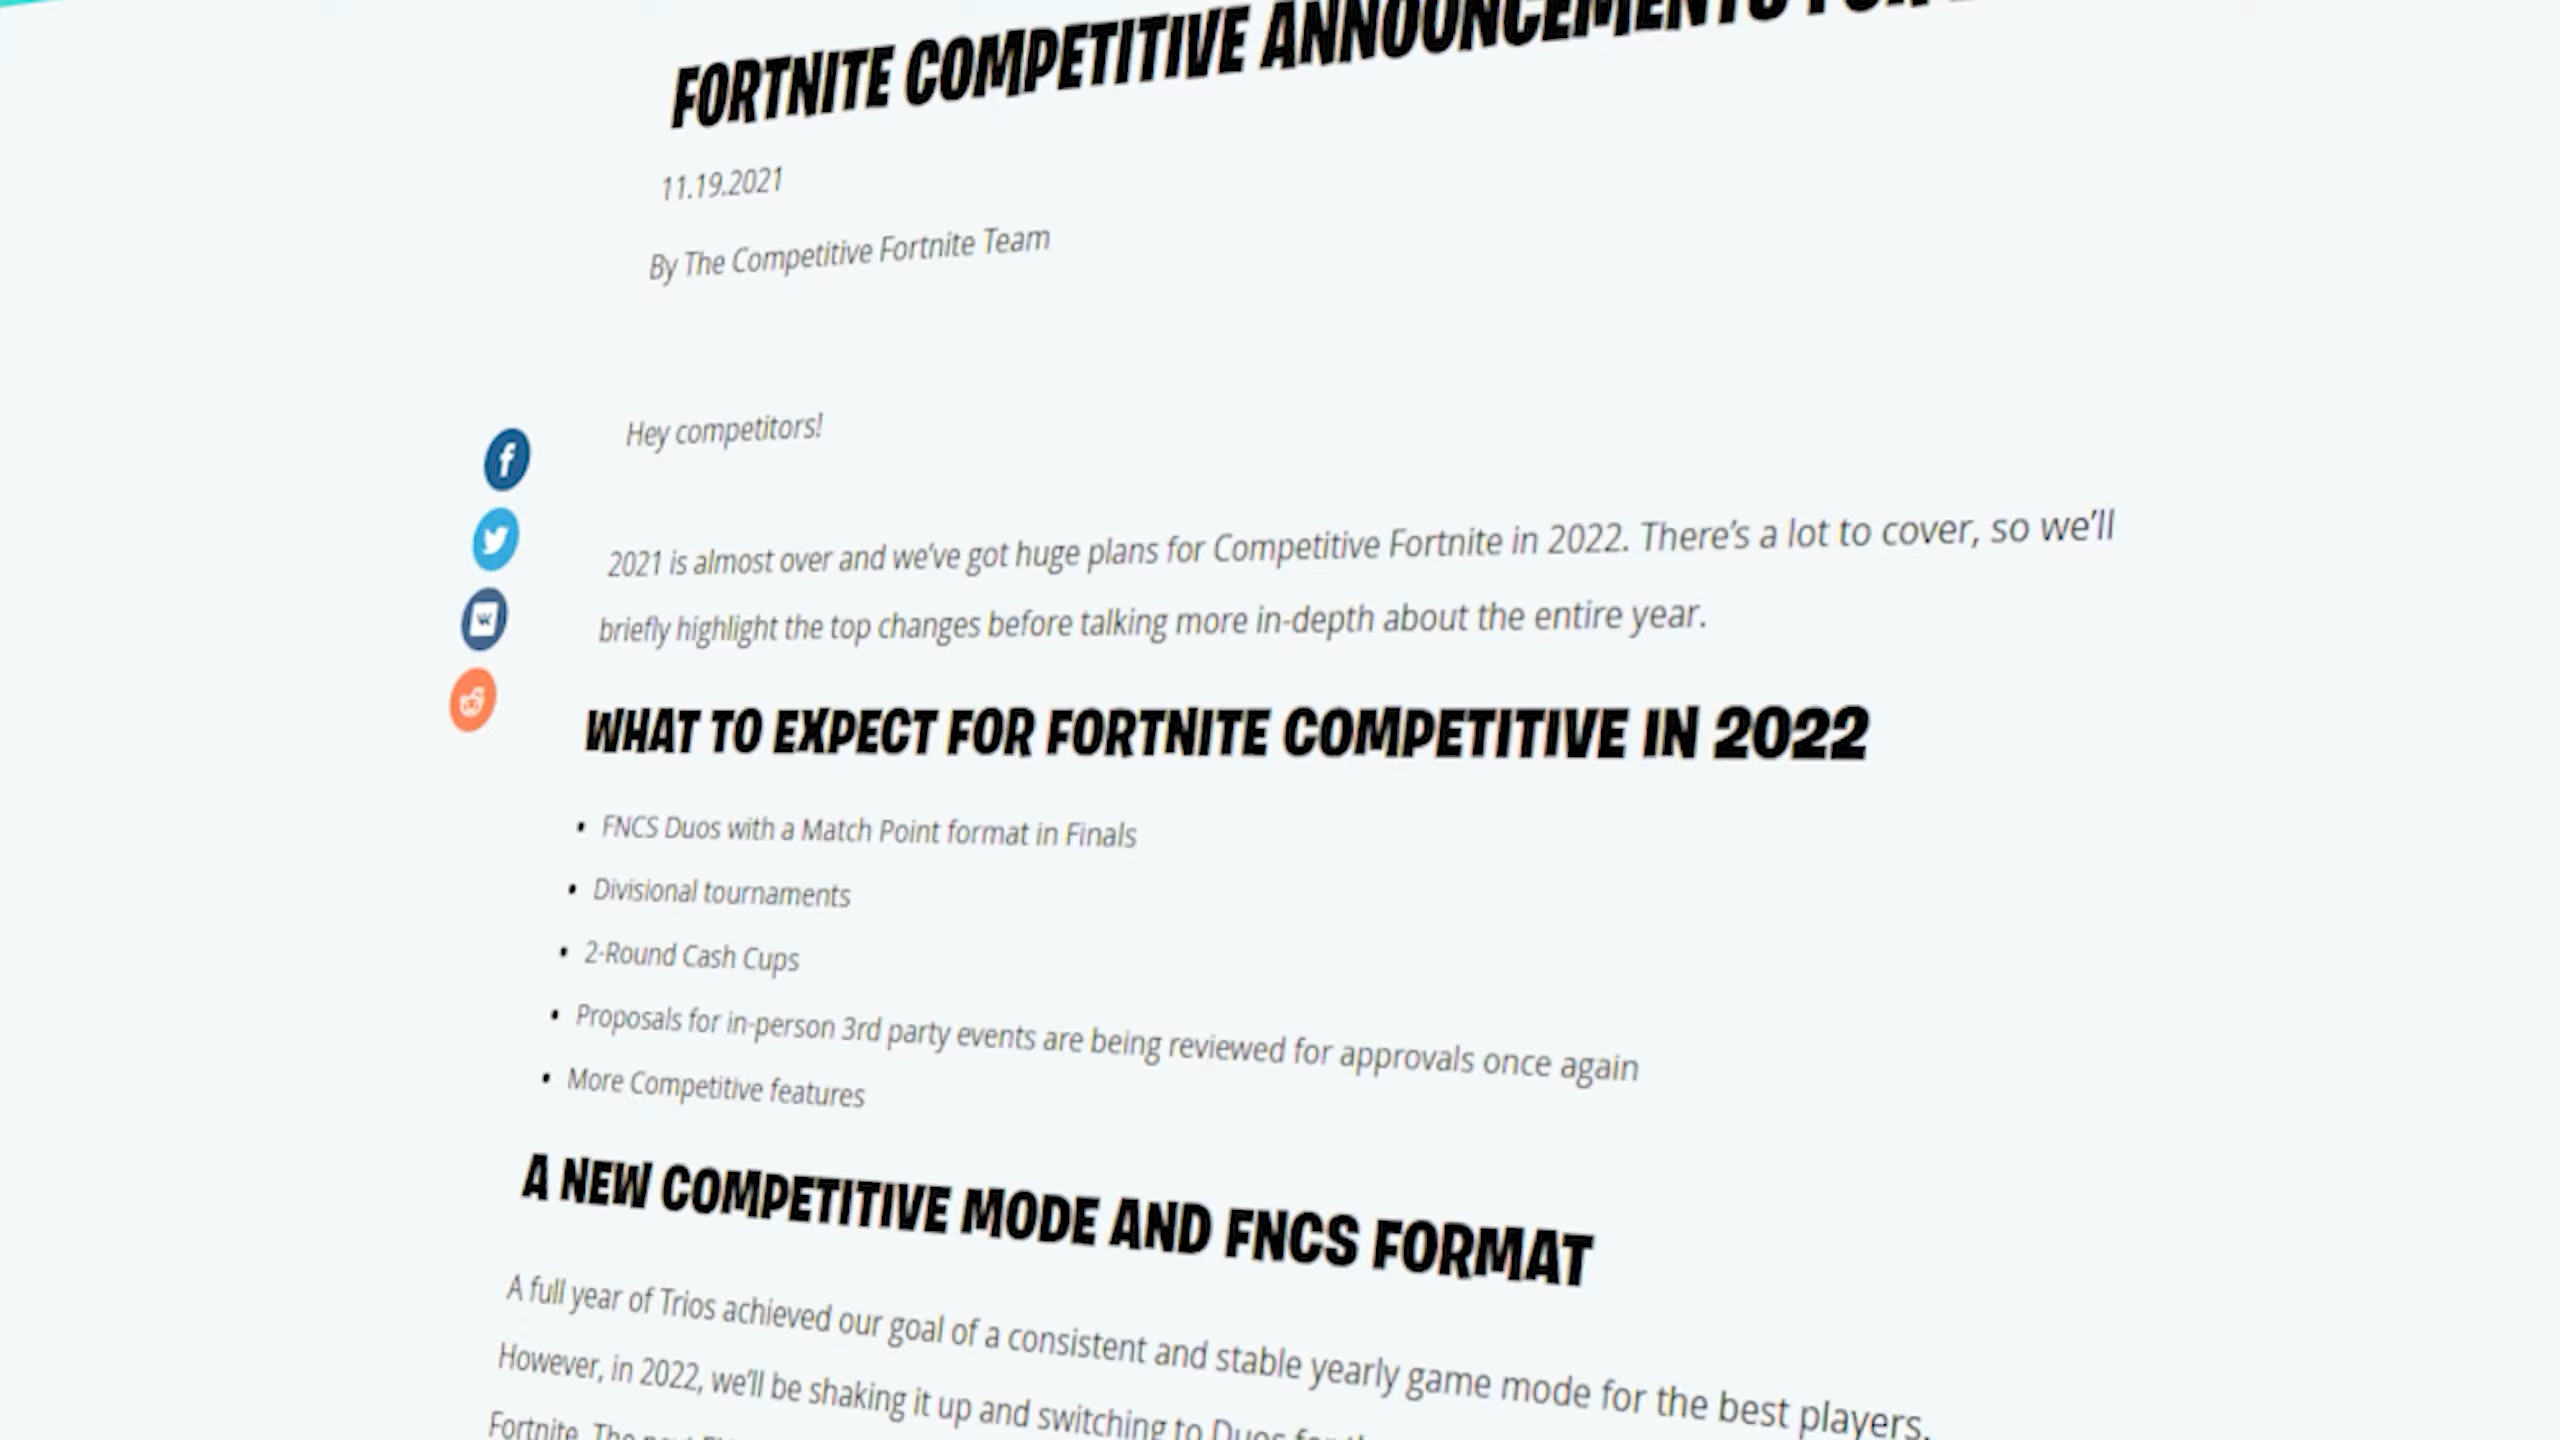 FORTNITE COMPETITIVE ANNOUNCEMENTS
11.19.2021
By The Competitive Fortnite Team
Hey competitors!
2021 is almost over and we've got huge plans for Competitive Fortnite in 2022. There's a lot to cover, so we'll
briefly highlight the top changes before talking more in-depth about the entire year.
WHAT TO EXPECT FOR FORTNITE COMPETITIVE IN 2022
• FNCS Duos with a Match Point format in Finals
• Divisional tournaments
• 2-Round Cash Cups
• Proposals for in-person 3rd party events are being reviewed for approvals once again
• More Competitive features
A NEW COMPETITIVE MODE AND FNCS FORMAT
A full year of Trios achieved our goal of a consistent and stable yearly game mode for the best players.
However, in 2022, we'll be shaking it up and switching to Duos for
Fortnite. The